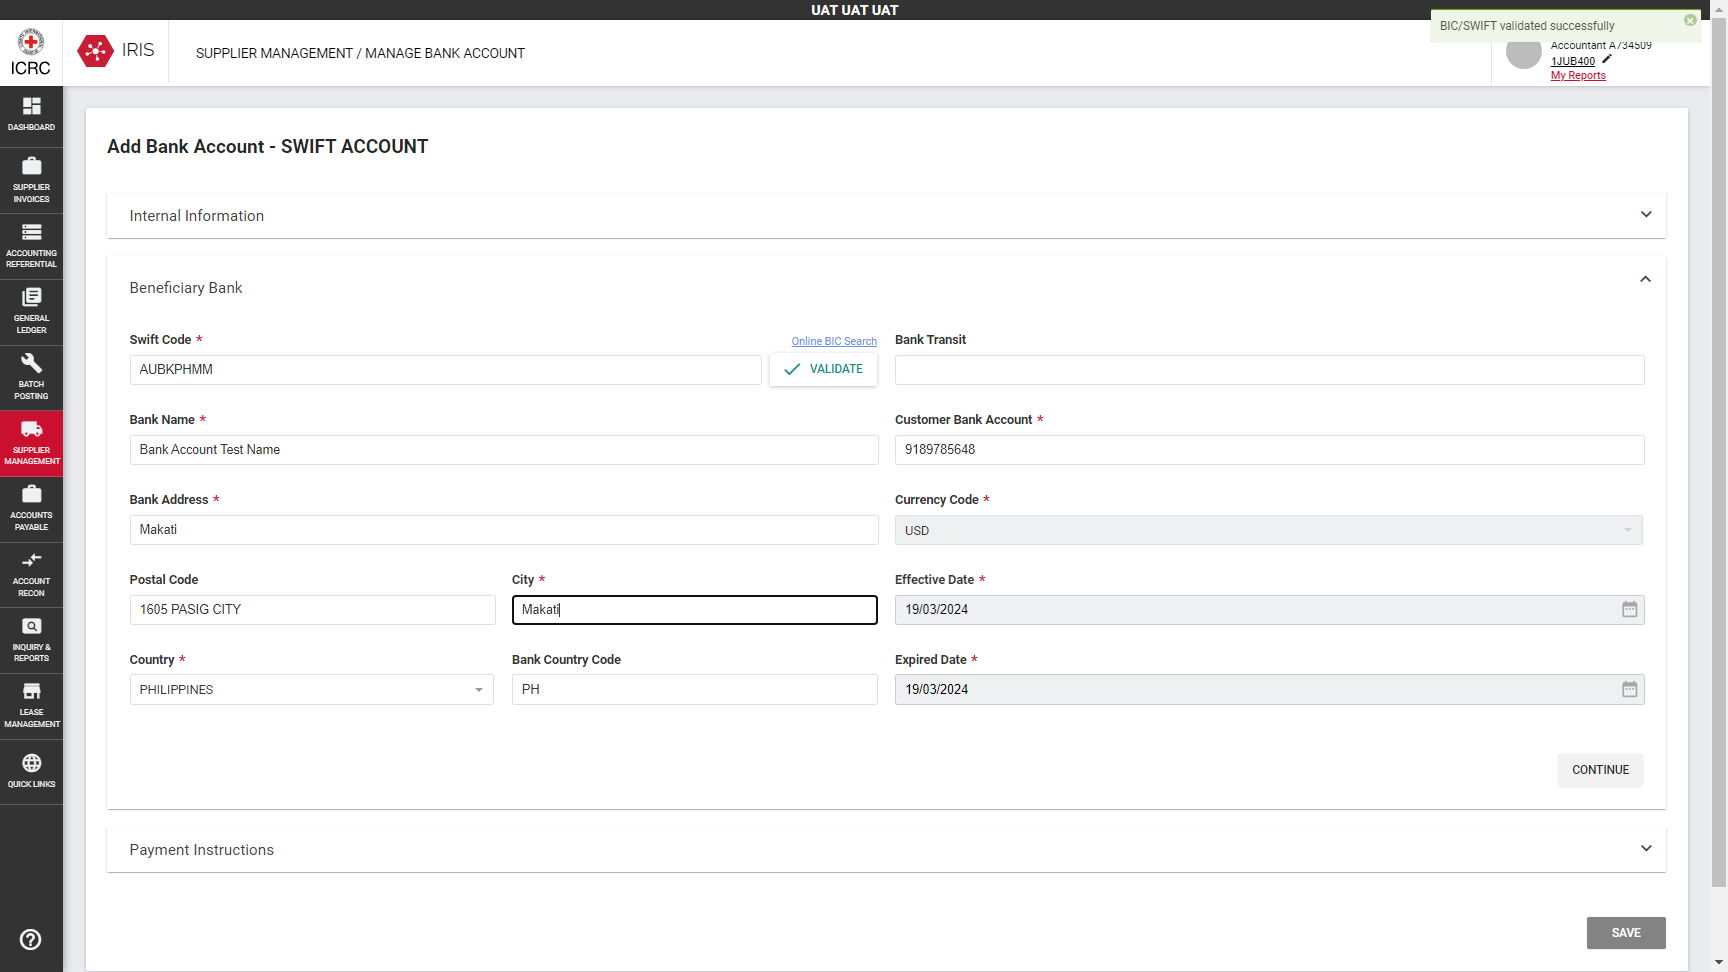 UAT UAT UAT
BIC/SWIFT validated successfully
ICRC
IRIS
SUPPLIER MANAGEMENT / MANAGE BANK ACCOUNT
Accountant A734509
1JUB400
My Reports
DASHBOARD
SUPPLIER
INVOICES
ACCOUNTING
REFERENTIAL
GENERAL
LEDGER
BATCH
POSTING
SUPPLIER
MANAGEMENT
ACCOUNTS
PAYABLE
ACCOUNT
RECON
INQUIRY &
REPORTS
LEASE
MANAGEMENT
QUICK LINKS
Add Bank Account - SWIFT ACCOUNT
Internal Information
Beneficiary Bank
Swift Code *
Online BIC Search
Bank Transit
AUBKPHMM
VALIDATE
Bank Name *
Customer Bank Account *
Bank Account Test Name
9189785648
Bank Address *
Currency Code *
Makati
USD
Postal Code
City *
Effective Date *
1605 PASIG CITY
Makati
19/03/2024
Country *
Bank Country Code
Expired Date *
PHILIPPINES
PH
19/03/2024
CONTINUE
Payment Instructions
SAVE